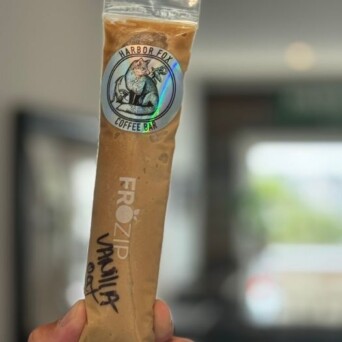 HARBOR FOX
COFFEE BAR
FROZIP
VANILLA